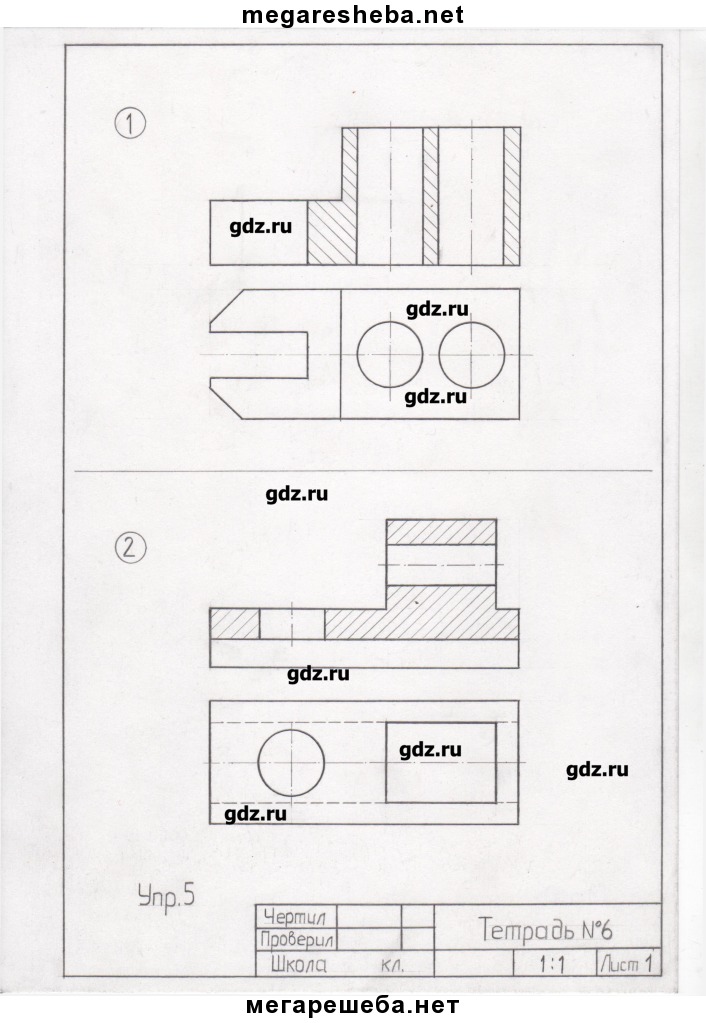 megaresheba.net
1
gdz.ru
gdz.ru
gdz.ru
gdz.ru
2
gdz.ru
gdz.ru
gdz.ru
gdz.ru
Упр.5
Чертил
Проверил
Тетрадь №6
Школа кл.
1:1
Лист 1
мегарешеба.нет